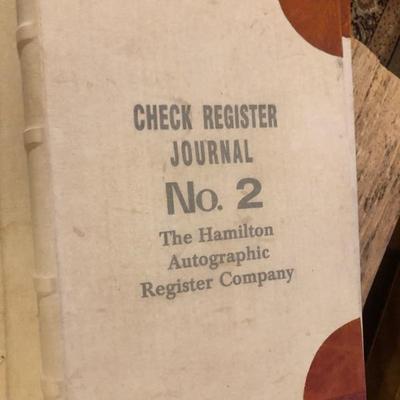 CHECK REGISTER
JOURNAL
No. 2
The Hamilton
Autographic
Register Company